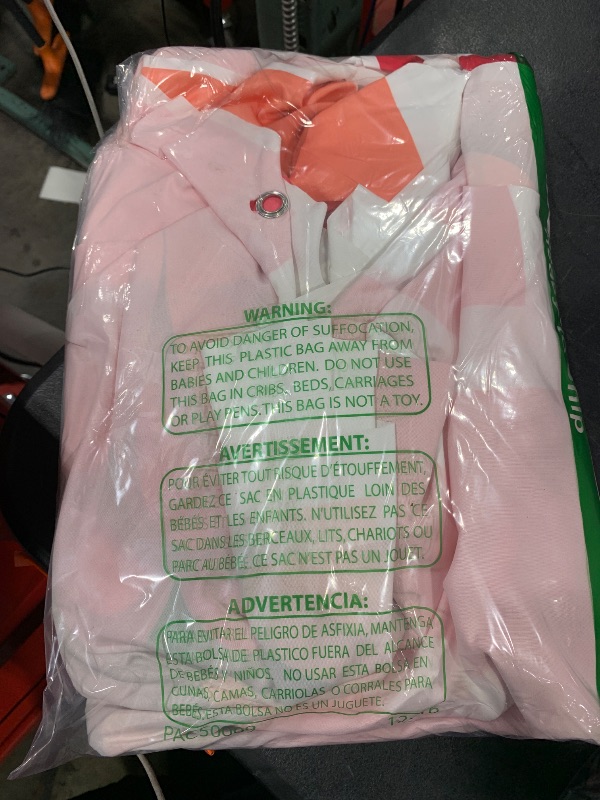 WARNING:
TO AVOID DANGER OF SUFFOCATION,
KEEP THIS PLASTIC BAG AWAY FROM
BABIES AND CHILDREN. DO NOT USE
THIS BAG IN CRIBS, BEDS, CARRIAGES
OR PLAY PENS. THIS BAG IS NOT A TOY.
AVERTISSEMENT:
POUR ÉVITER TOUT RISQUE D'ÉTOUFFEMENT,
GARDEZ CE SAC EN PLASTIQUE LOIN DES
BÉBÉS ET LES ENFANTS. N'UTILISEZ PAS CE
SAC DANS LES BERCEAUX, LITS, CHARIOTS OU
PARC AU BÉBÉ. CE SAC N'EST PAS UN JOUET.
ADVERTENCIA:
PARA EVITAR EL PELIGRO DE ASFIXIA, MANTENGA
ESTA BOLSA DE PLASTICO FUERA DEL ALCANCE
DE BEBÉS Y NIÑOS. NO USAR ESTA BOLSA EN
CUNAS, CAMAS, CARRIOLAS O CORRALES PARA
BEBÉS. ESTA BOLSA NO ES UN JUGUETE.